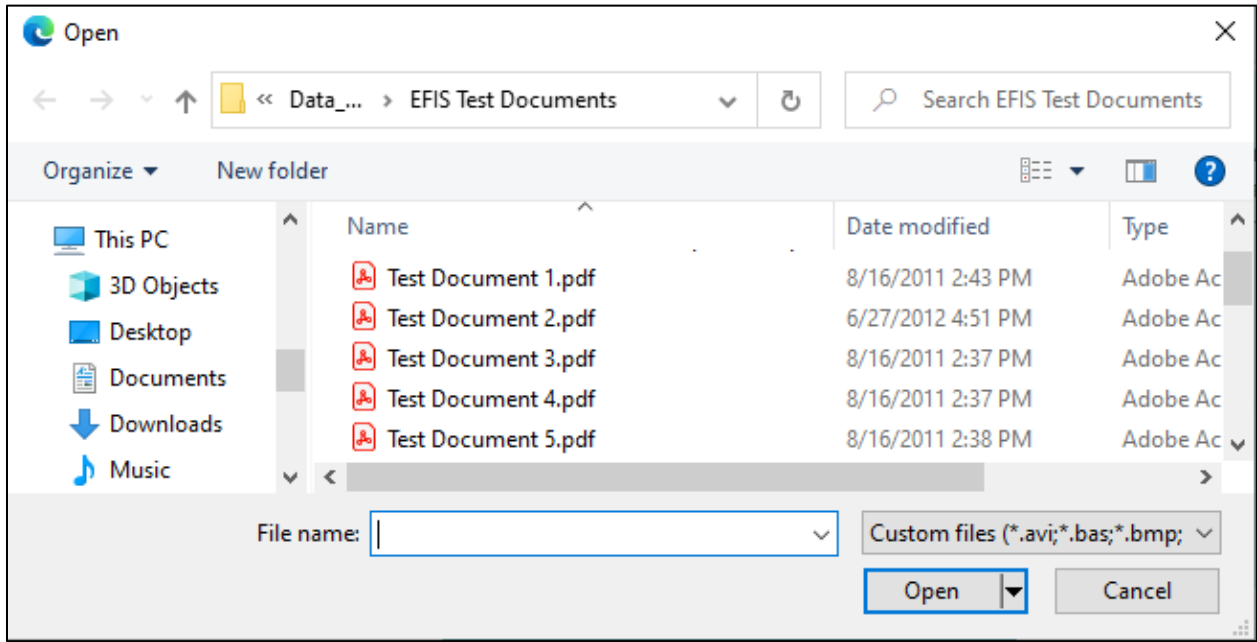 Open
« Data_... > EFIS Test Documents
Search EFIS Test Documents
Organize
New folder
?
This PC
3D Objects
Desktop
Documents
Downloads
Music
Name Date modified Type
Test Document 1.pdf 8/16/2011 2:43 PM Adobe Ac
Test Document 2.pdf 6/27/2012 4:51 PM Adobe Ac
Test Document 3.pdf 8/16/2011 2:37 PM Adobe Ac
Test Document 4.pdf 8/16/2011 2:37 PM Adobe Ac
Test Document 5.pdf 8/16/2011 2:38 PM Adobe Ac
File name:
Custom files (*.avi;*.bas;*.bmp;
Open
Cancel